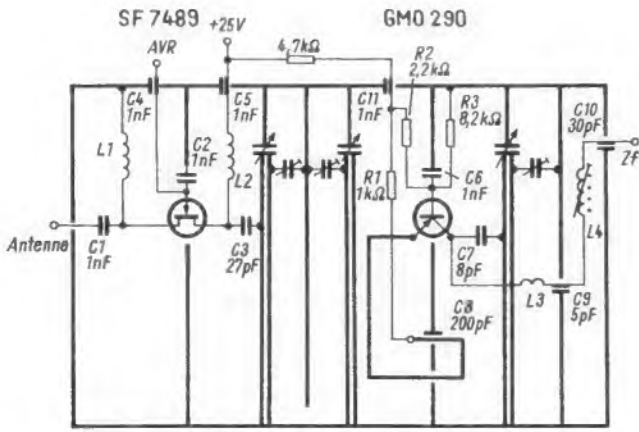 SF 7489
+25V
GMO 290
AVR
4,7kΩ
R2
2,2kΩ
C4
1nF
C5
1nF
C11
1nF
R3
8,2kΩ
C10
30pF
ZF
L1
C2
1nF
L2
R1
1kΩ
C6
1nF
L4
Antenne
C1
1nF
C3
27pF
C7
8pF
L3
C9
5pF
C8
200pF